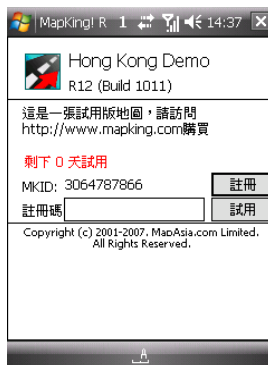 MapKing! R 1 14:37
Hong Kong Demo
R12 (Build 1011)
這是一張試用版地圖，請訪問
http://www.mapking.com購買
剩下 0 天試用
MKID: 3064787866 註冊
註冊碼 試用
Copyright (c) 2001-2007. MapAsia.com Limited.
All Rights Reserved.
A